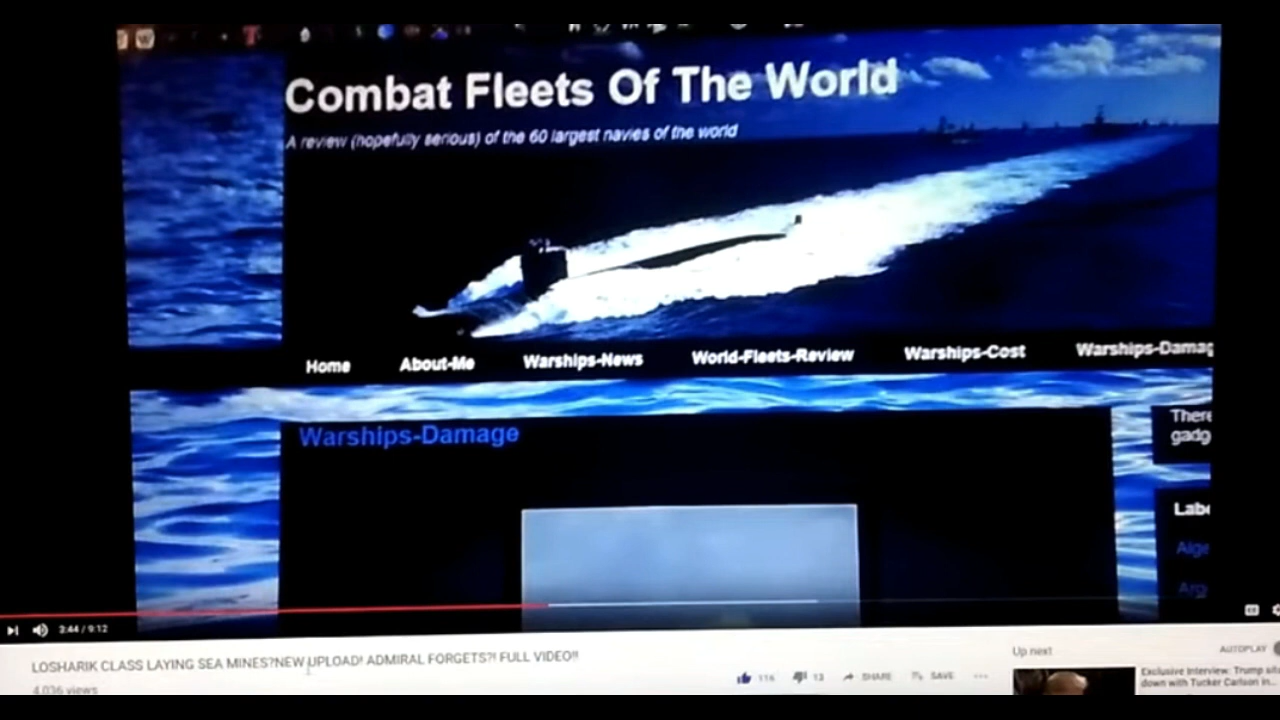 Combat Fleets Of The World
A review (hopefully serious) of the 60 largest navies of the world
Home About-Me Warships-News World-Fleets-Review Warships-Cost Warships-Damag
Warships-Damage
There
gadg
Labe
Alge
Arge
3:44 / 9:12
LOSHARIK CLASS LAYING SEA MINES?NEW UPLOAD! ADMIRAL FORGETS?! FULL VIDEO!!
4,036 views
116 13 SHARE SAVE
Up next AUTOPLAY
Exclusive Interview: Trump sits
down with Tucker Carlson in...